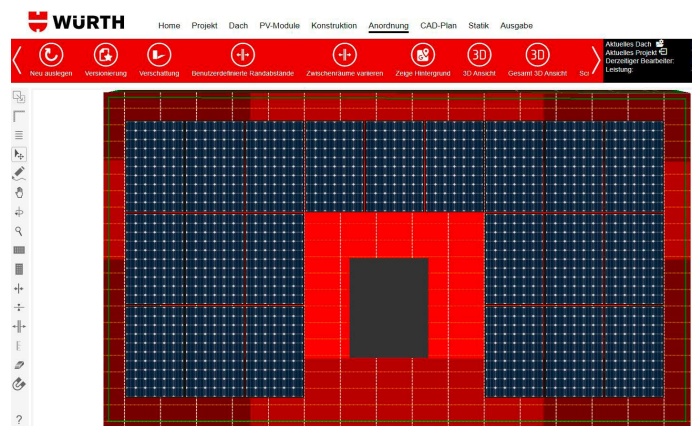 WÜRTH
Home Projekt Dach PV-Module Konstruktion Anordnung CAD-Plan Statik Ausgabe
Neu auslegen Versionierung Verschattung Benutzerdefinierte Randabstände Zwischenräume variieren Zeige Hintergrund 3D Ansicht Gesamt 3D Ansicht Scr
3D 3D
Aktuelles Dach
Aktuelles Projekt
Derzeitiger Bearbeiter:
Leistung:
?